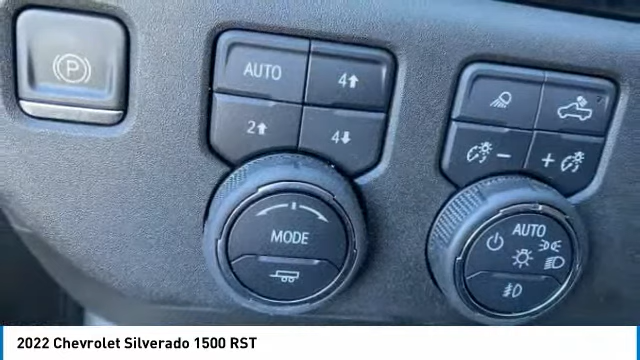 P
AUTO
4⬆
2⬆
4⬇
MODE
AUTO
2022 Chevrolet Silverado 1500 RST